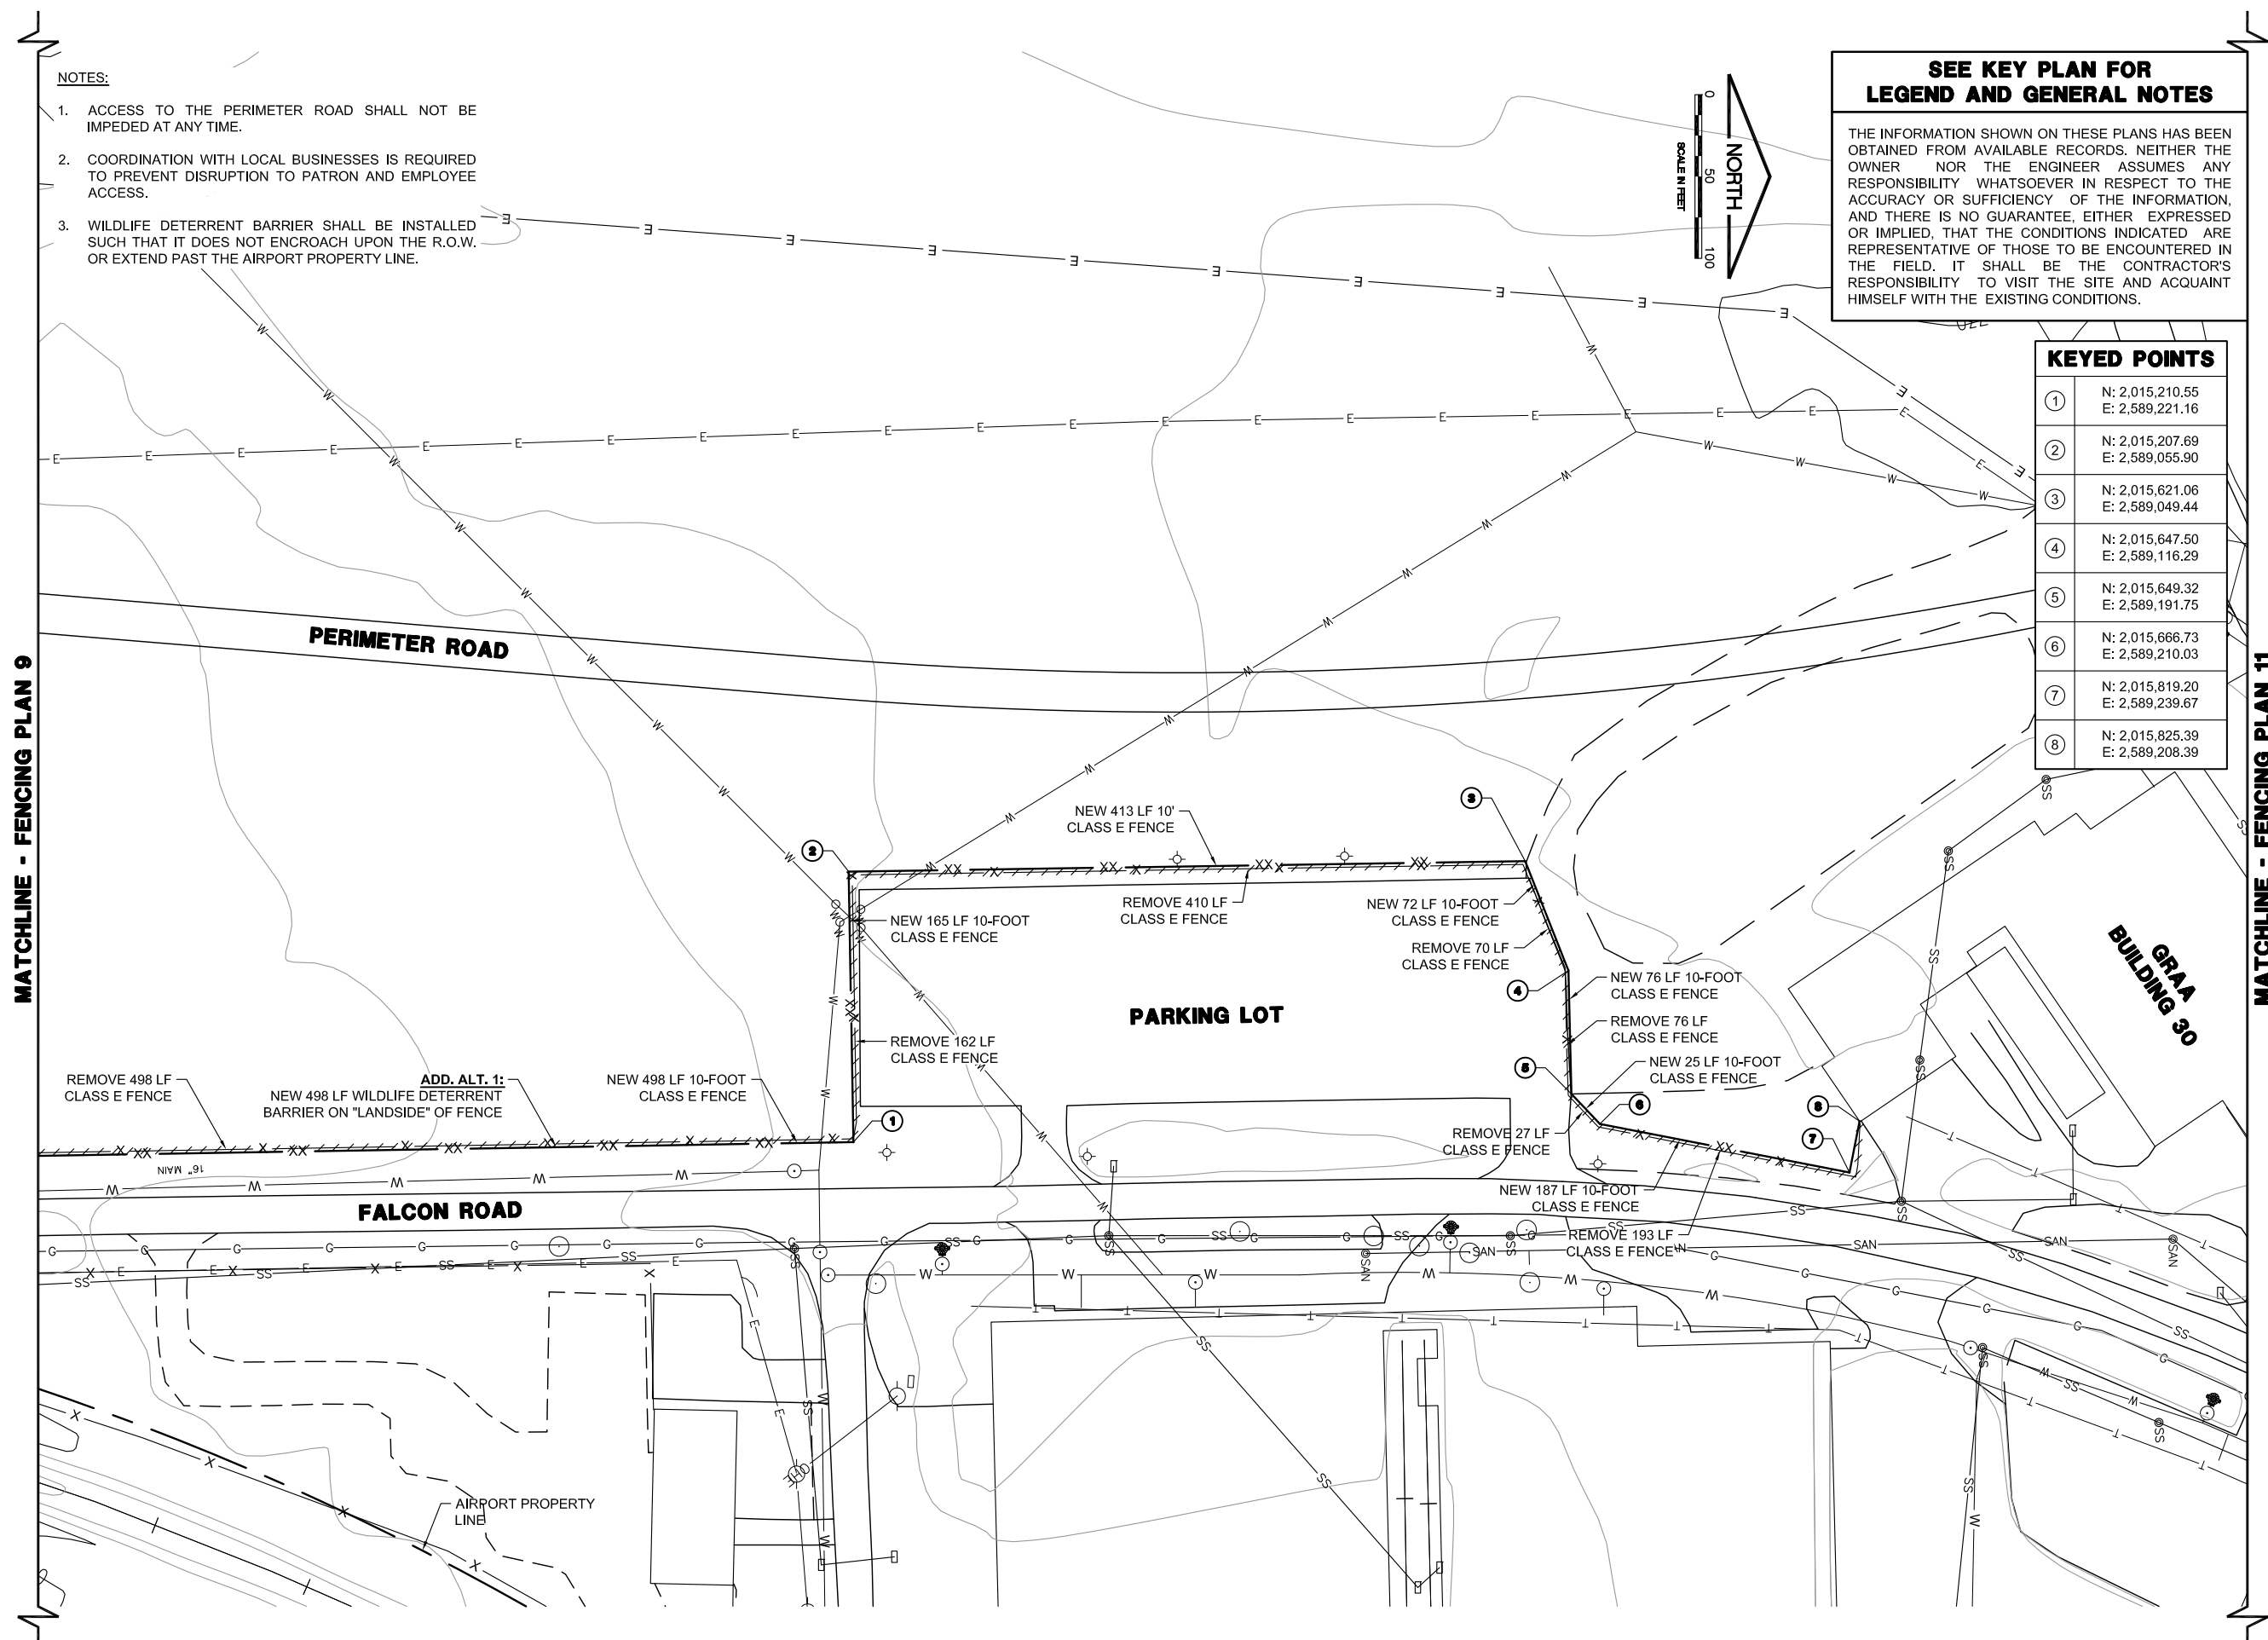 NOTES:
1. ACCESS TO THE PERIMETER ROAD SHALL NOT BE
IMPEDED AT ANY TIME.
2. COORDINATION WITH LOCAL BUSINESSES IS REQUIRED
TO PREVENT DISRUPTION TO PATRON AND EMPLOYEE
ACCESS.
3. WILDLIFE DETERRENT BARRIER SHALL BE INSTALLED
SUCH THAT IT DOES NOT ENCROACH UPON THE R.O.W.
OR EXTEND PAST THE AIRPORT PROPERTY LINE.
0 50 100
SCALE IN FEET
NORTH
SEE KEY PLAN FOR
LEGEND AND GENERAL NOTES
THE INFORMATION SHOWN ON THESE PLANS HAS BEEN
OBTAINED FROM AVAILABLE RECORDS. NEITHER THE
OWNER NOR THE ENGINEER ASSUMES ANY
RESPONSIBILITY WHATSOEVER IN RESPECT TO THE
ACCURACY OR SUFFICIENCY OF THE INFORMATION,
AND THERE IS NO GUARANTEE, EITHER EXPRESSED
OR IMPLIED, THAT THE CONDITIONS INDICATED ARE
REPRESENTATIVE OF THOSE TO BE ENCOUNTERED IN
THE FIELD. IT SHALL BE THE CONTRACTOR'S
RESPONSIBILITY TO VISIT THE SITE AND ACQUAINT
HIMSELF WITH THE EXISTING CONDITIONS.
KEYED POINTS
1 N: 2,015,210.55
E: 2,589,221.16
2 N: 2,015,207.69
E: 2,589,055.90
3 N: 2,015,621.06
E: 2,589,049.44
4 N: 2,015,647.50
E: 2,589,116.29
5 N: 2,015,649.32
E: 2,589,191.75
6 N: 2,015,666.73
E: 2,589,210.03
7 N: 2,015,819.20
E: 2,589,239.67
8 N: 2,015,825.39
E: 2,589,208.39
MATCHLINE - FENCING PLAN 9
MATCHLINE - FENCING PLAN 11
PERIMETER ROAD
NEW 413 LF 10'
CLASS E FENCE
3
2
REMOVE 410 LF
CLASS E FENCE
NEW 72 LF 10-FOOT
CLASS E FENCE
NEW 165 LF 10-FOOT
CLASS E FENCE
REMOVE 70 LF
CLASS E FENCE
4
NEW 76 LF 10-FOOT
CLASS E FENCE
GRAA
BUILDING 30
PARKING LOT
REMOVE 76 LF
CLASS E FENCE
REMOVE 162 LF
CLASS E FENCE
5
NEW 25 LF 10-FOOT
CLASS E FENCE
REMOVE 498 LF
CLASS E FENCE
ADD. ALT. 1:
NEW 498 LF WILDLIFE DETERRENT
BARRIER ON "LANDSIDE" OF FENCE
NEW 498 LF 10-FOOT
CLASS E FENCE
1
6
8
7
REMOVE 27 LF
CLASS E FENCE
16" MAIN
NEW 187 LF 10-FOOT
CLASS E FENCE
FALCON ROAD
REMOVE 193 LF
CLASS E FENCE
AIRPORT PROPERTY
LINE